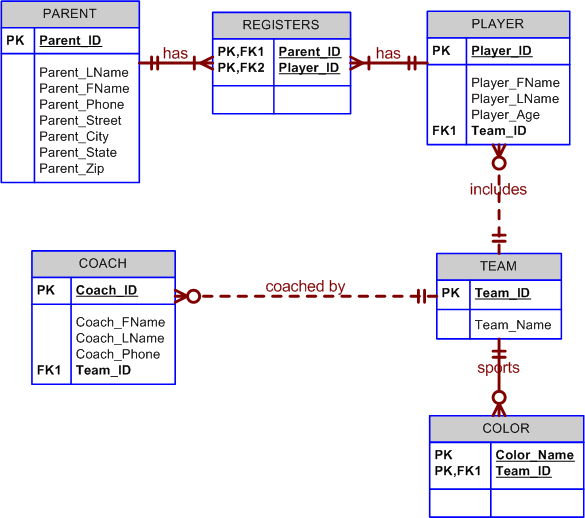 PARENT
PK Parent_ID
Parent_LName
Parent_FName
Parent_Phone
Parent_Street
Parent_City
Parent_State
Parent_Zip
has
REGISTERS
PK,FK1 Parent_ID
PK,FK2 Player_ID
has
PLAYER
PK Player_ID
Player_FName
Player_LName
Player_Age
FK1 Team_ID
includes
COACH
PK Coach_ID
Coach_FName
Coach_LName
Coach_Phone
FK1 Team_ID
coached by
TEAM
PK Team_ID
Team_Name
sports
COLOR
PK Color_Name
PK,FK1 Team_ID